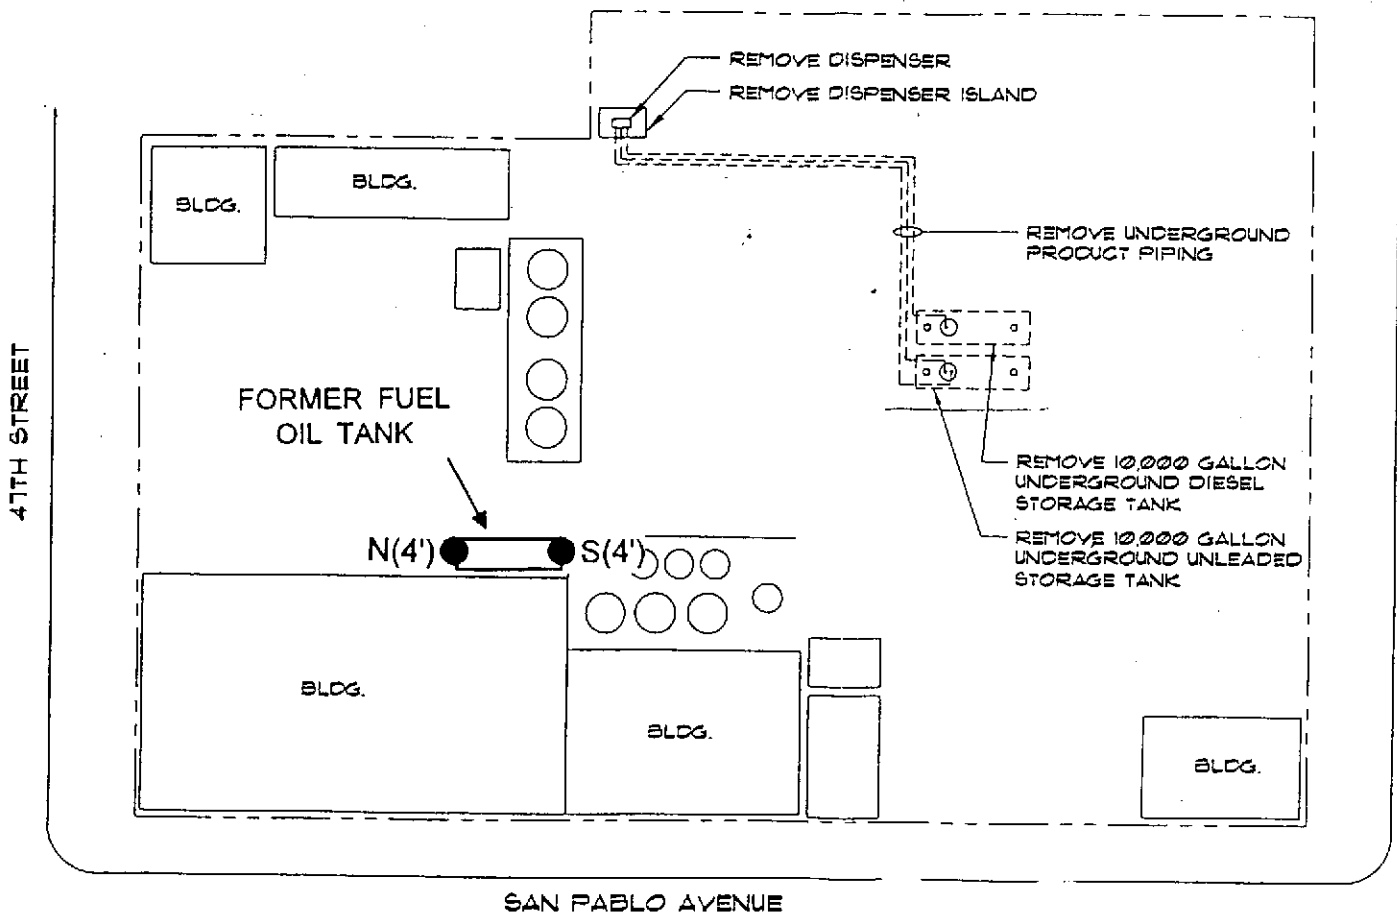 REMOVE DISPENSER
REMOVE DISPENSER ISLAND
BLDG.
BLDG.
REMOVE UNDERGROUND
PRODUCT PIPING
47TH STREET
FORMER FUEL
OIL TANK
REMOVE 10,000 GALLON
UNDERGROUND DIESEL
STORAGE TANK
N(4') S(4')
REMOVE 10,000 GALLON
UNDERGROUND UNLEADED
STORAGE TANK
BLDG.
BLDG.
BLDG.
SAN PABLO AVENUE